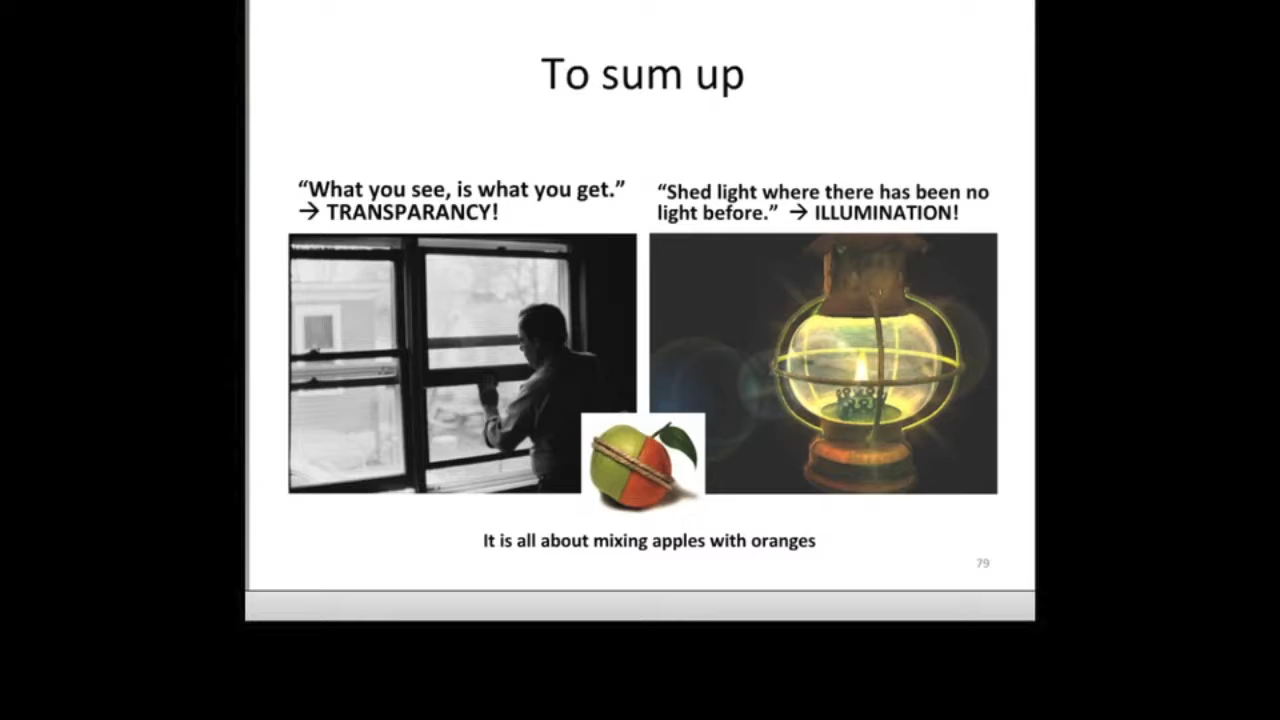 To sum up
“What you see, is what you get.”
→ TRANSPARANCY!
“Shed light where there has been no
light before.” → ILLUMINATION!
It is all about mixing apples with oranges
79